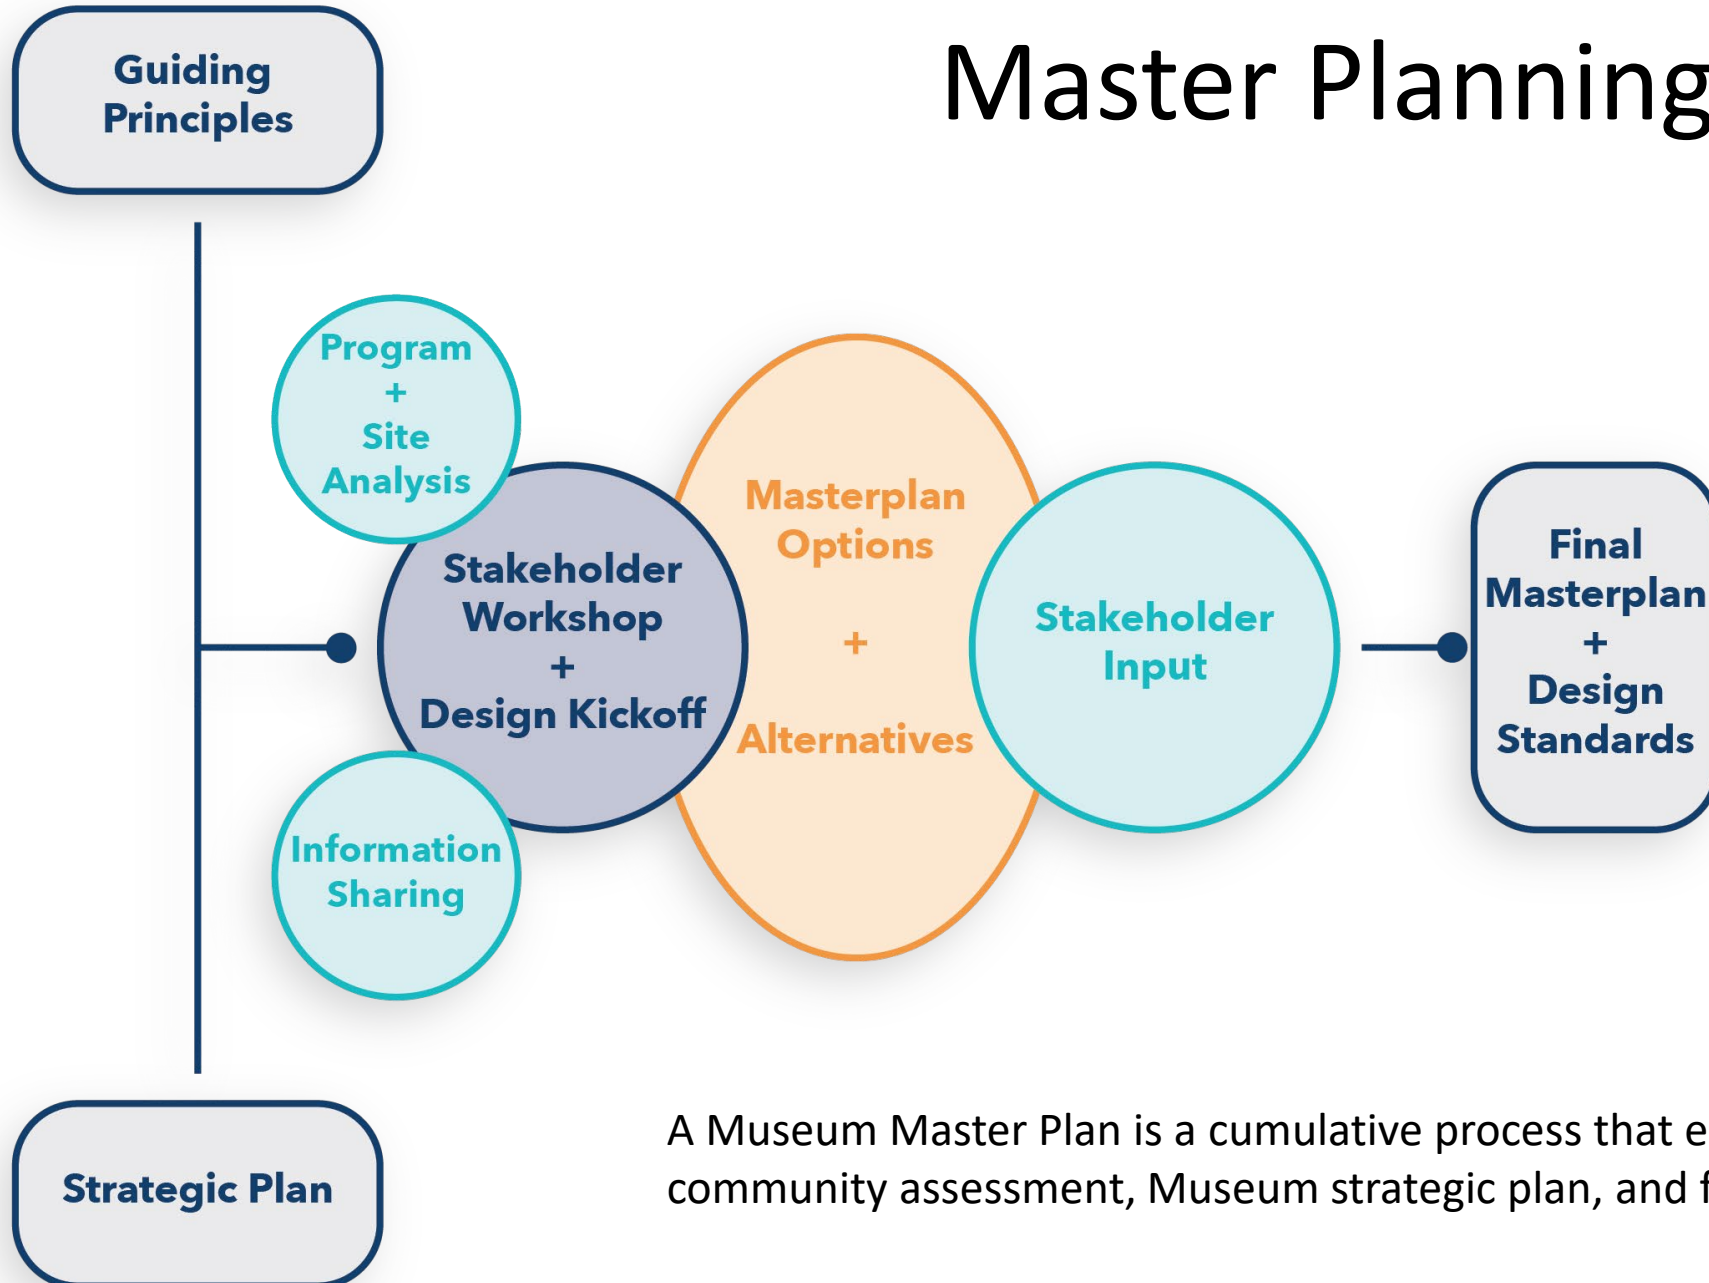 Guiding
Principles
Master Planning
Program
+
Site
Analysis
Stakeholder
Workshop
+
Design Kickoff
Information
Sharing
Masterplan
Options
+
Alternatives
Stakeholder
Input
Final
Masterplan
+
Design
Standards
Strategic Plan
A Museum Master Plan is a cumulative process that
community assessment, Museum strategic plan, and